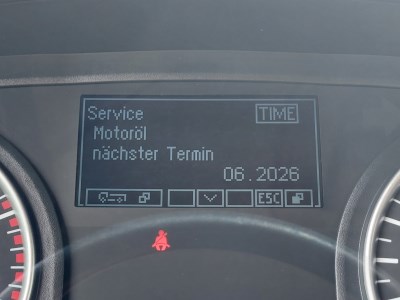 Service TIME
Motoröl
nächster Termin
06.2026
ESC